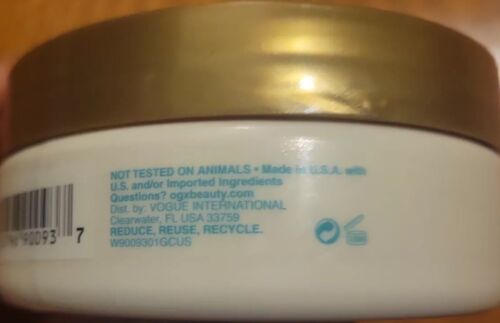 NOT TESTED ON ANIMALS • Made in U.S.A. with
U.S. and/or Imported Ingredients
Questions? ogxbeauty.com
Dist. by: VOGUE INTERNATIONAL
Clearwater, FL USA 33759
REDUCE, REUSE, RECYCLE.
W9009301GCUS
90093 7